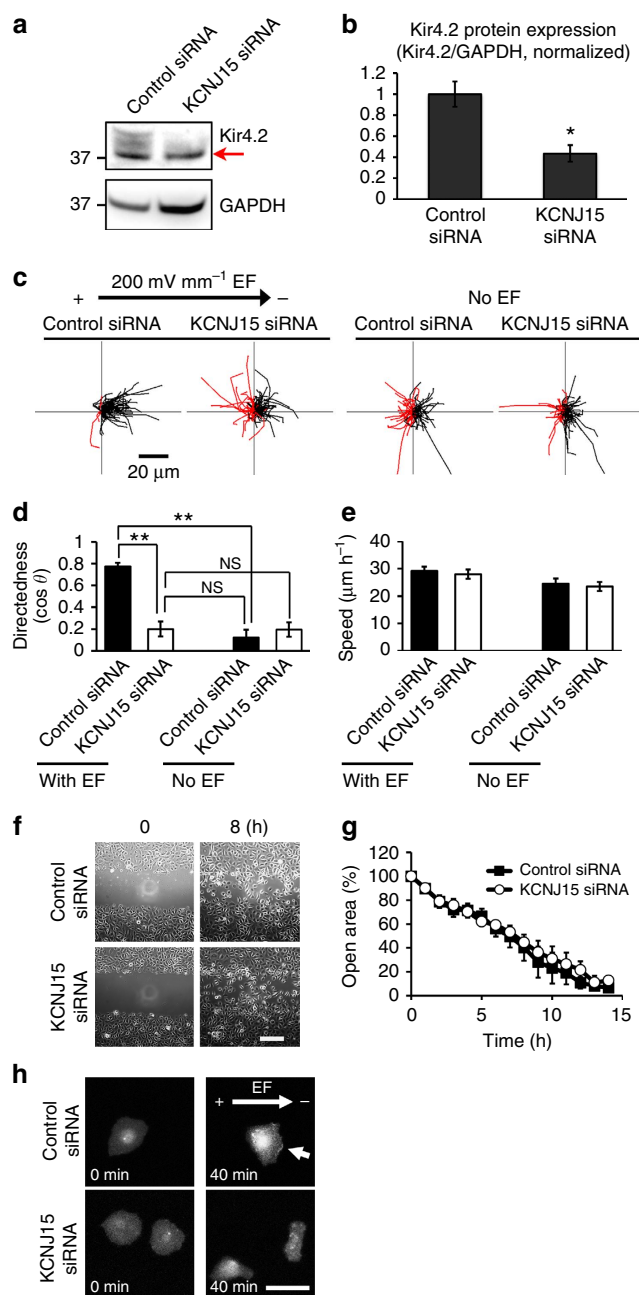 a
Control siRNA
KCNJ15 siRNA
Kir4.2
37
37
GAPDH
b
Kir4.2 protein expression
(Kir4.2/GAPDH, normalized)
1.2
1
0.8
0.6
0.4
0.2
0
*
Control
siRNA
KCNJ15
siRNA
c
200 mV mm⁻¹ EF
+
−
No EF
Control siRNA
KCNJ15 siRNA
Control siRNA
KCNJ15 siRNA
20 μm
d
Directedness
(cos θ)
1
0.8
0.6
0.4
0.2
0
**
**
NS
NS
Control siRNA
KCNJ15 siRNA
Control siRNA
KCNJ15 siRNA
With EF
No EF
e
Speed (μm h⁻¹)
40
30
20
10
0
Control siRNA
KCNJ15 siRNA
Control siRNA
KCNJ15 siRNA
With EF
No EF
f
0
8 (h)
Control
siRNA
KCNJ15
siRNA
g
Open area (%)
120
100
80
60
40
20
0
Control siRNA
KCNJ15 siRNA
0
5
10
15
Time (h)
h
Control
siRNA
0 min
EF
+
−
40 min
KCNJ15
siRNA
0 min
40 min